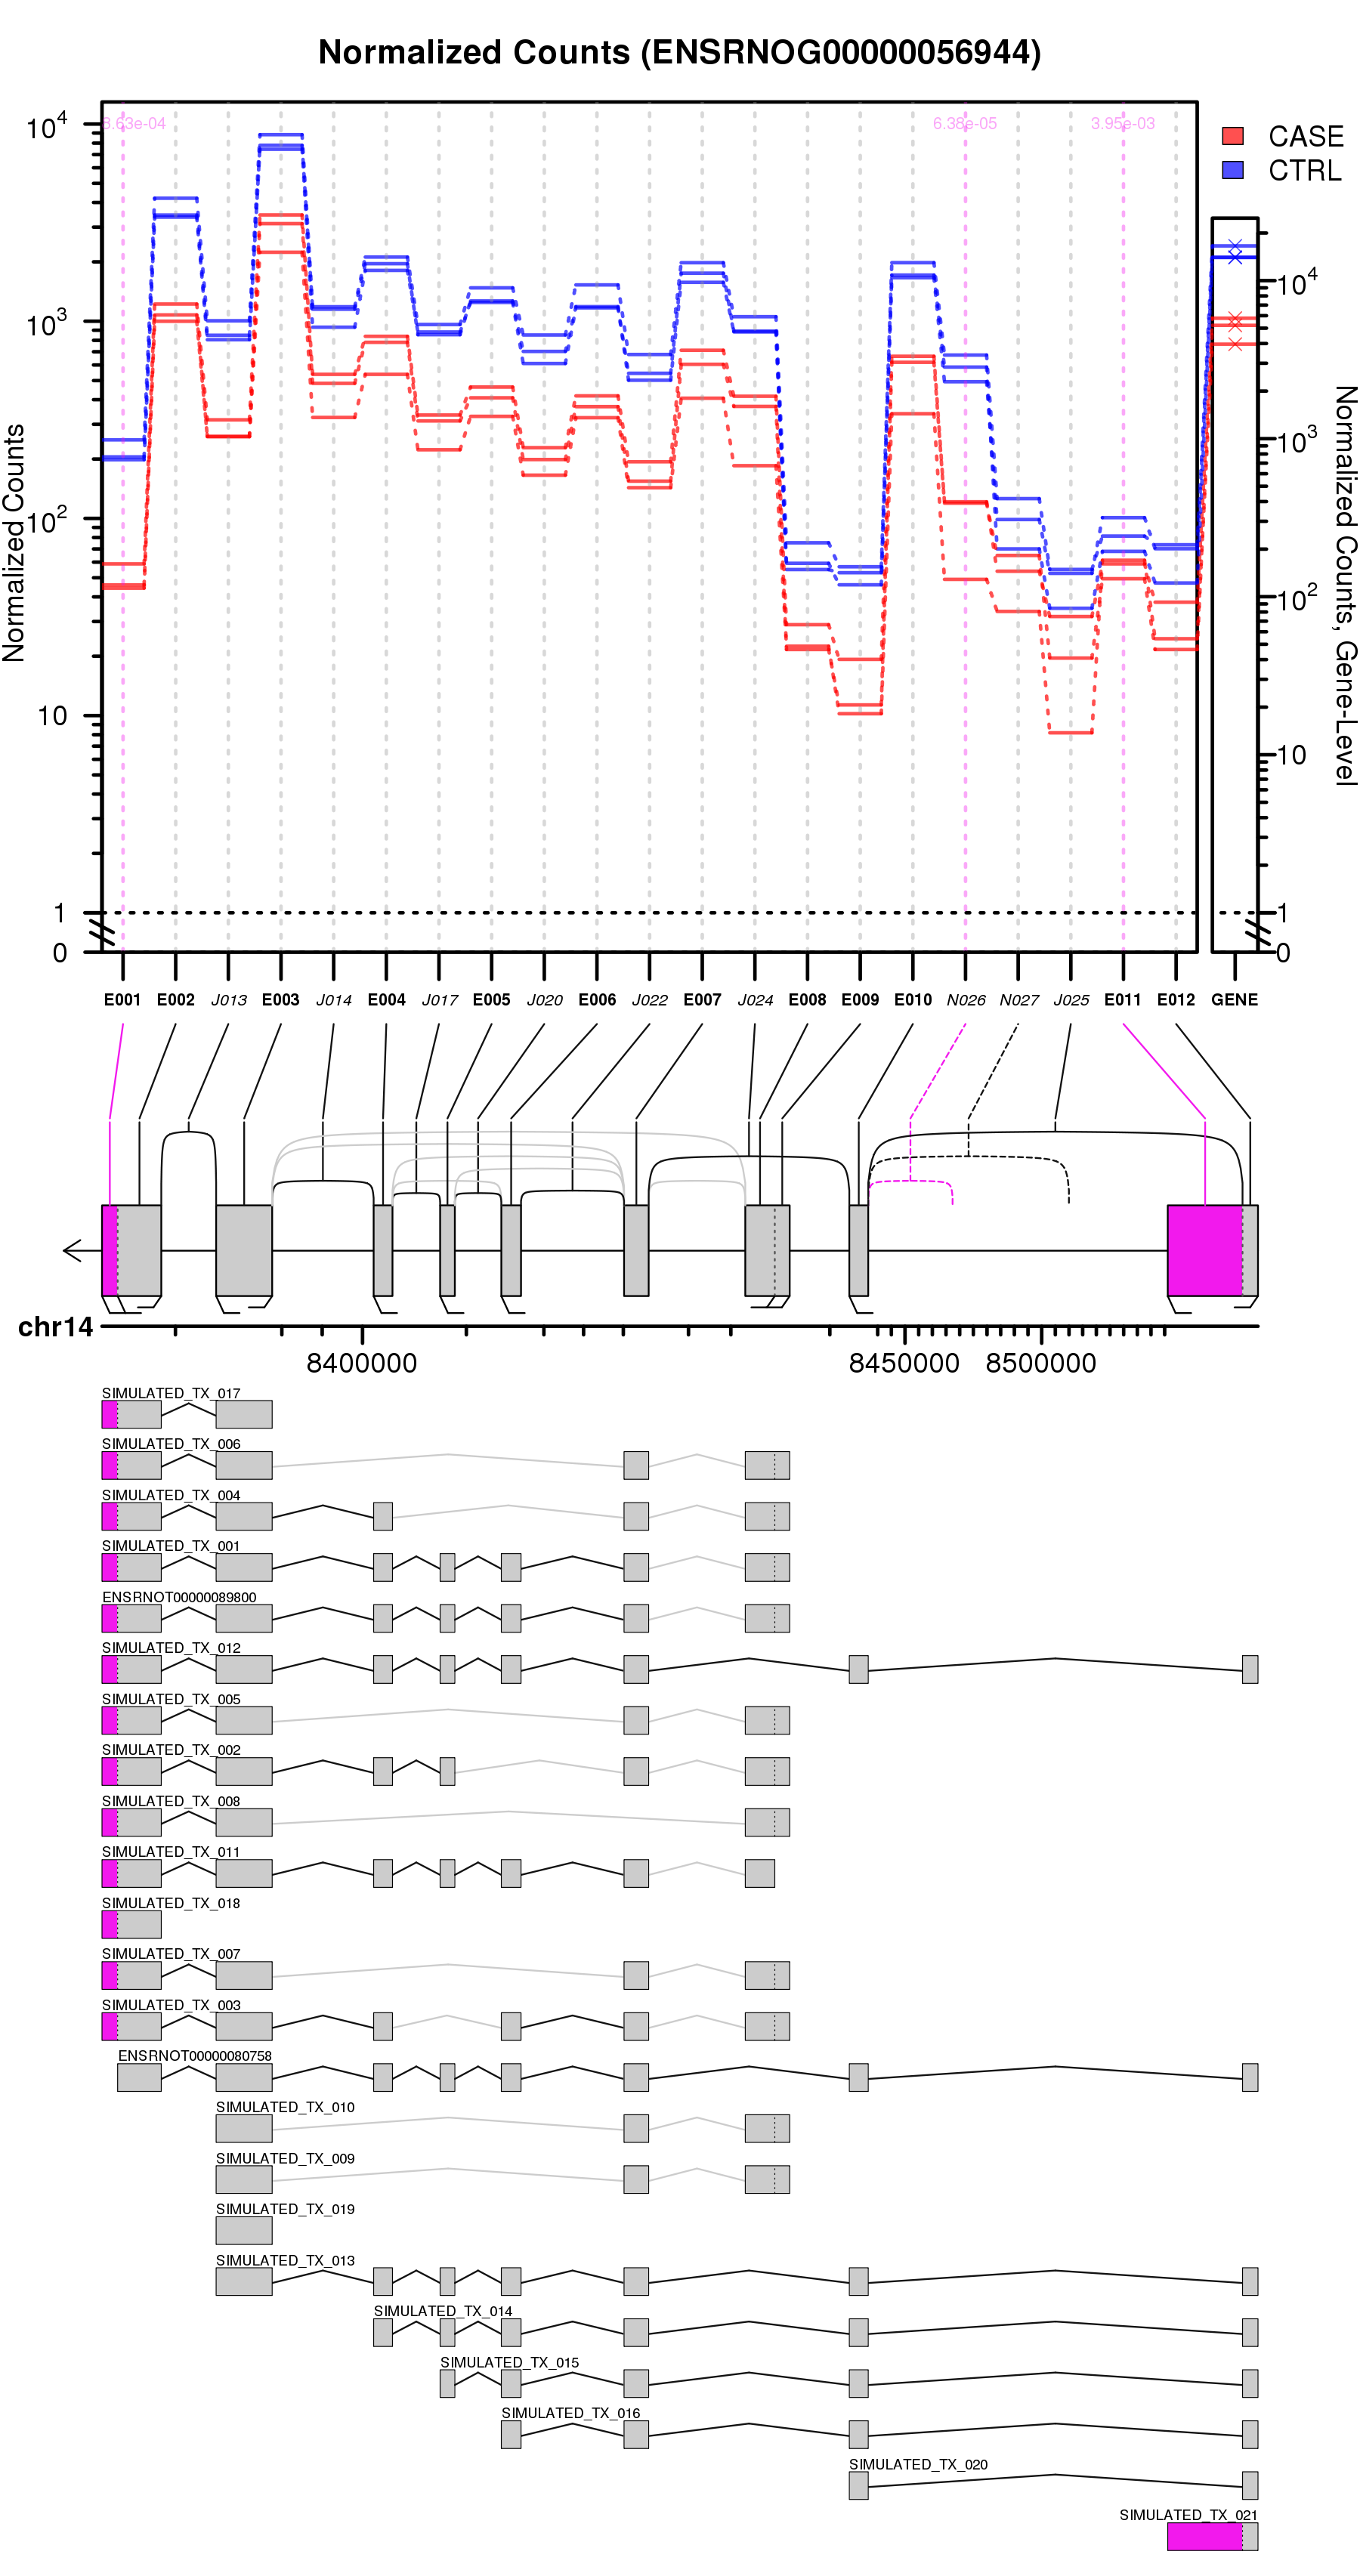 Normalized Counts (ENSRNOG00000056944)
3.63e-04 6.38e-05 3.95e-03
CASE
CTRL
Normalized Counts
10^4
10^3
10^2
10
1
0
10^4
10^3
10^2
10
1
0
Normalized Counts, Gene-Level
E001 E002 J013 E003 J014 E004 J017 E005 J020 E006 J022 E007 J024 E008 E009 E010 N026 N027 J025 E011 E012 GENE
chr14
8400000 8450000 8500000
SIMULATED_TX_017
SIMULATED_TX_006
SIMULATED_TX_004
SIMULATED_TX_001
ENSRNOT00000089800
SIMULATED_TX_012
SIMULATED_TX_005
SIMULATED_TX_002
SIMULATED_TX_008
SIMULATED_TX_011
SIMULATED_TX_018
SIMULATED_TX_007
SIMULATED_TX_003
ENSRNOT00000080758
SIMULATED_TX_010
SIMULATED_TX_009
SIMULATED_TX_019
SIMULATED_TX_013
SIMULATED_TX_014
SIMULATED_TX_015
SIMULATED_TX_016
SIMULATED_TX_020
SIMULATED_TX_021